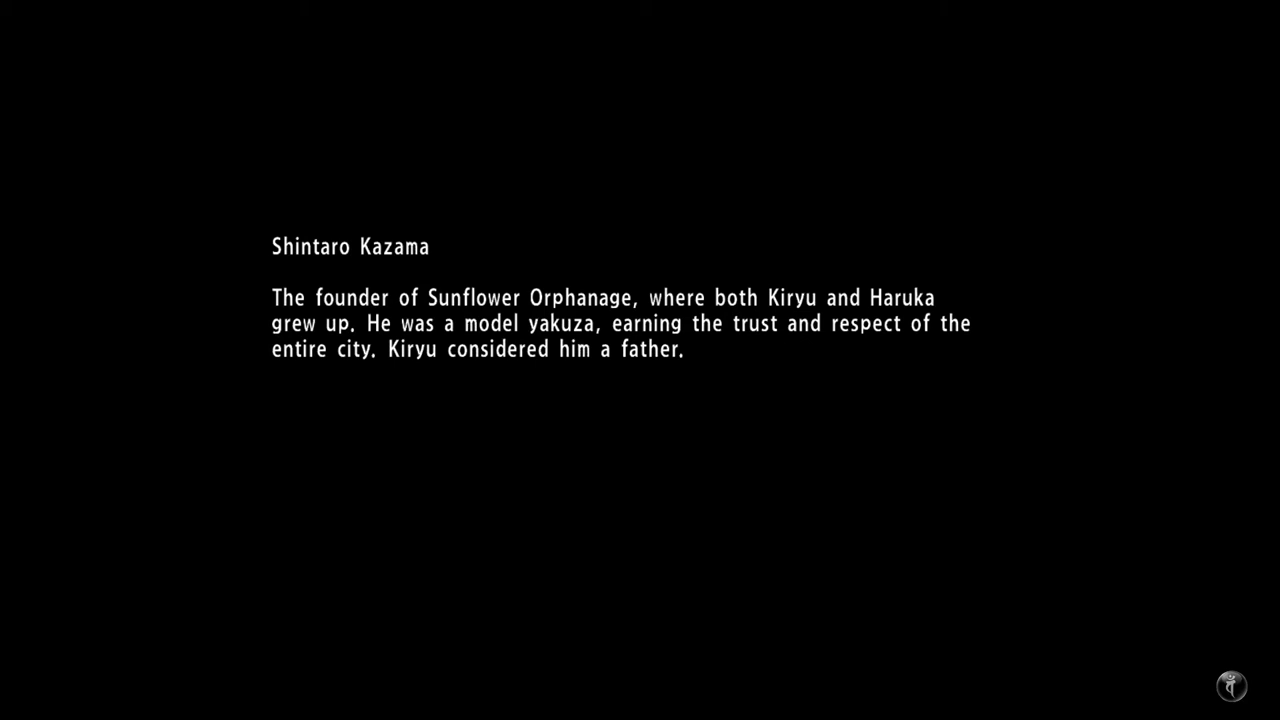 Shintaro Kazama
The founder of Sunflower Orphanage, where both Kiryu and Haruka
grew up. He was a model yakuza, earning the trust and respect of the
entire city. Kiryu considered him a father.